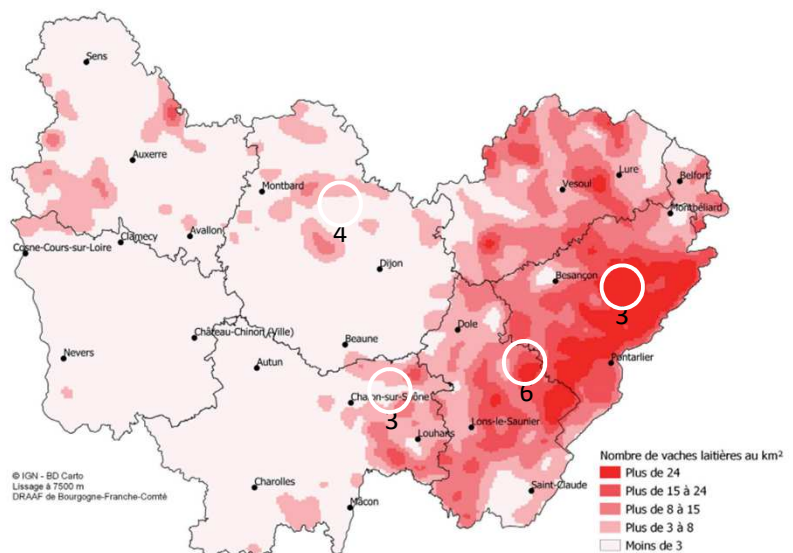 Sens
Auxerre
Montbard
Vesoul
Lure
Belfort
Montbéliard
Avallon
Clamecy
Cosne-Cours-sur-Loire
4
Dijon
Besançon
3
Dole
Château-Chinon (Ville)
Nevers
Beaune
Autun
Pontarlier
6
Chalon-sur-Saône
3
Louhans
Lons-le-Saunier
Charolles
Mâcon
Saint-Claude
© IGN - BD Carto
Lissage à 7500 m
DRAAF de Bourgogne-Franche-Comté
Nombre de vaches laitières au km²
Plus de 24
Plus de 15 à 24
Plus de 8 à 15
Plus de 3 à 8
Moins de 3